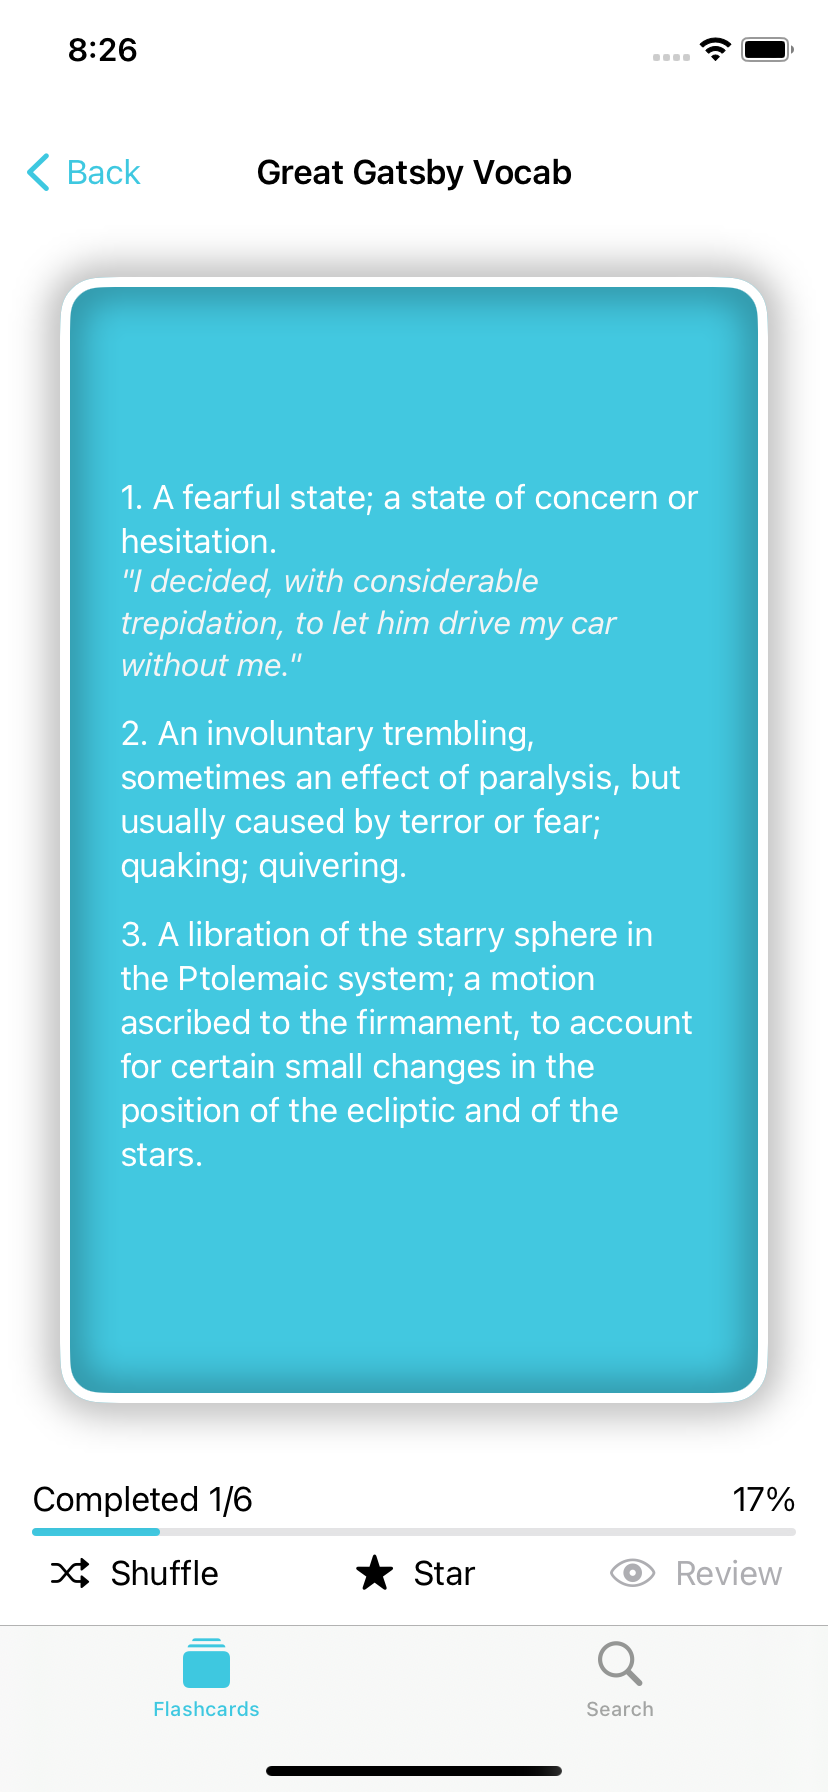 8:26
Back
Great Gatsby Vocab
1. A fearful state; a state of concern or
hesitation.
"I decided, with considerable
trepidation, to let him drive my car
without me."
2. An involuntary trembling,
sometimes an effect of paralysis, but
usually caused by terror or fear;
quaking; quivering.
3. A libration of the starry sphere in
the Ptolemaic system; a motion
ascribed to the firmament, to account
for certain small changes in the
position of the ecliptic and of the
stars.
Completed 1/6 17%
Shuffle Star Review
Flashcards Search